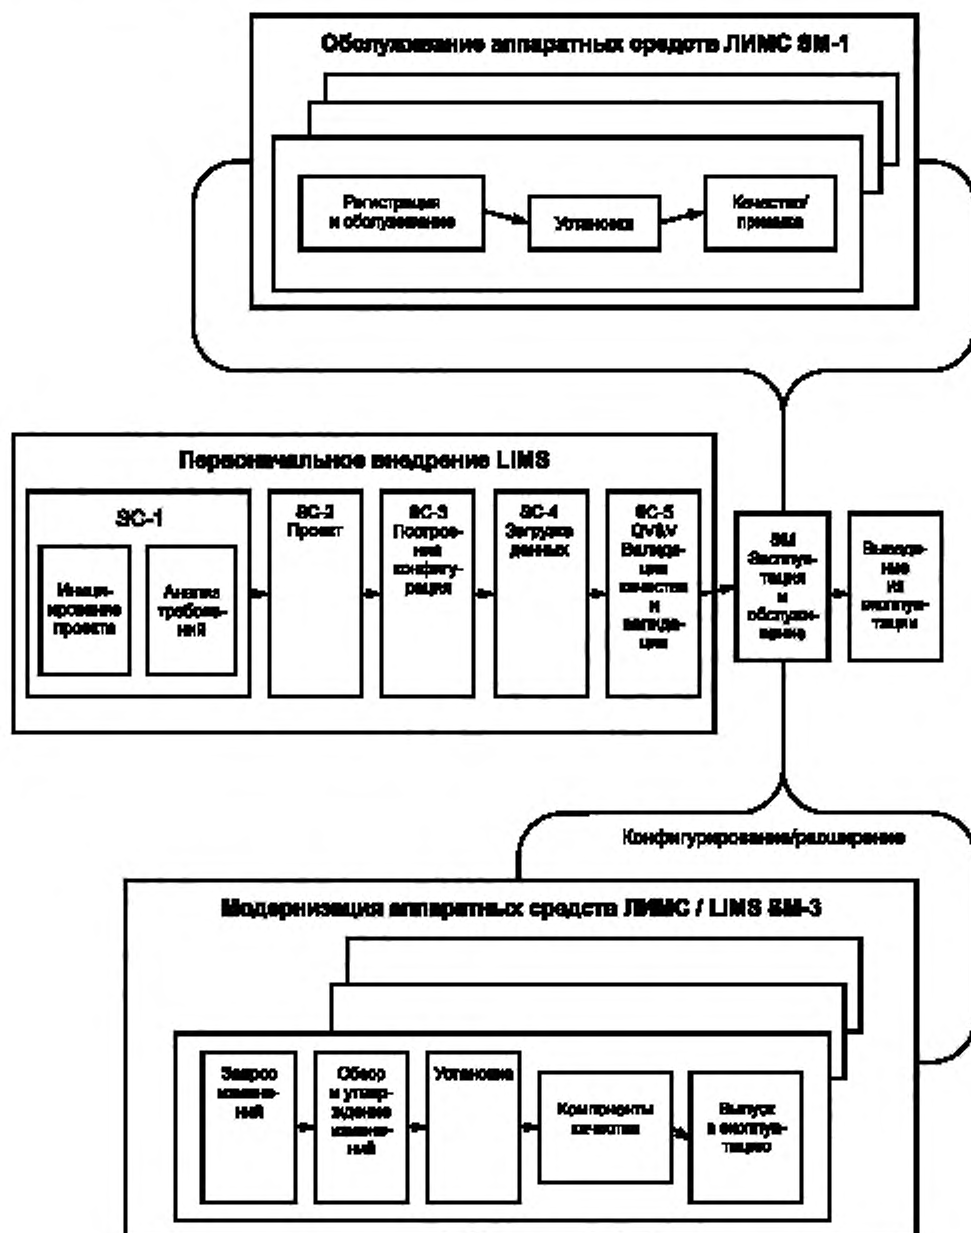 Обслуживание аппаратных средств ЛИМС SM-1
Регистрация
и обслуживание
Установка
Качество/
приемка
Первоначальное внедрение LIMS
SC-1
Иници-
ирование
проекта
Анализ
требова-
ний
SC-2
Проект
SC-3
Построе-
ние
конфигу-
рация
SC-4
Загрузка
данных
SC-5
QV&V
Валида-
ция
качества
и
валида-
ция
SM
Эксплуа-
тация
и
обслужи-
вание
Выведе-
ние
из
эксплуа-
тации
Конфигурирование/расширение
Модернизация аппаратных средств ЛИМС / LIMS SM-3
Запрос
измене-
ний
Обзор
и утвер-
ждение
измене-
ний
Установка
Компоненты
качества
Выпуск
в эксплуа-
тацию